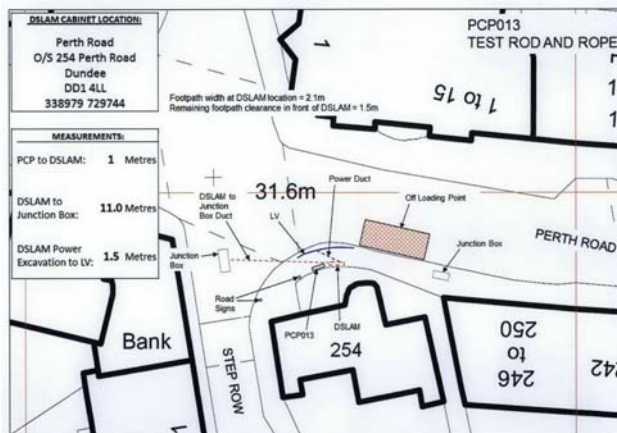 DSLAM CABINET LOCATION:
Perth Road
O/S 254 Perth Road
Dundee
DD1 4LL
338979 729744
PCP013
TEST ROD AND ROPE
1
1 to 15
Footpath width at DSLAM location = 2.1m
Remaining footpath clearance in front of DSLAM = 1.5m
MEASUREMENTS:
PCP to DSLAM: 1 Metres
DSLAM to
Junction Box: 11.0 Metres
DSLAM Power
Excavation to LV: 1.5 Metres
DSLAM to
Junction Box
Box Duct
31.6m
Power Duct
Off Loading Point
LV
Junction
Box
Junction Box
PERTH ROAD
Road
Signs
PCP013
DSLAM
Bank
STEP ROW
254
250
to
246
242
1